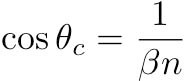 cos θ_c = 1/(βn)